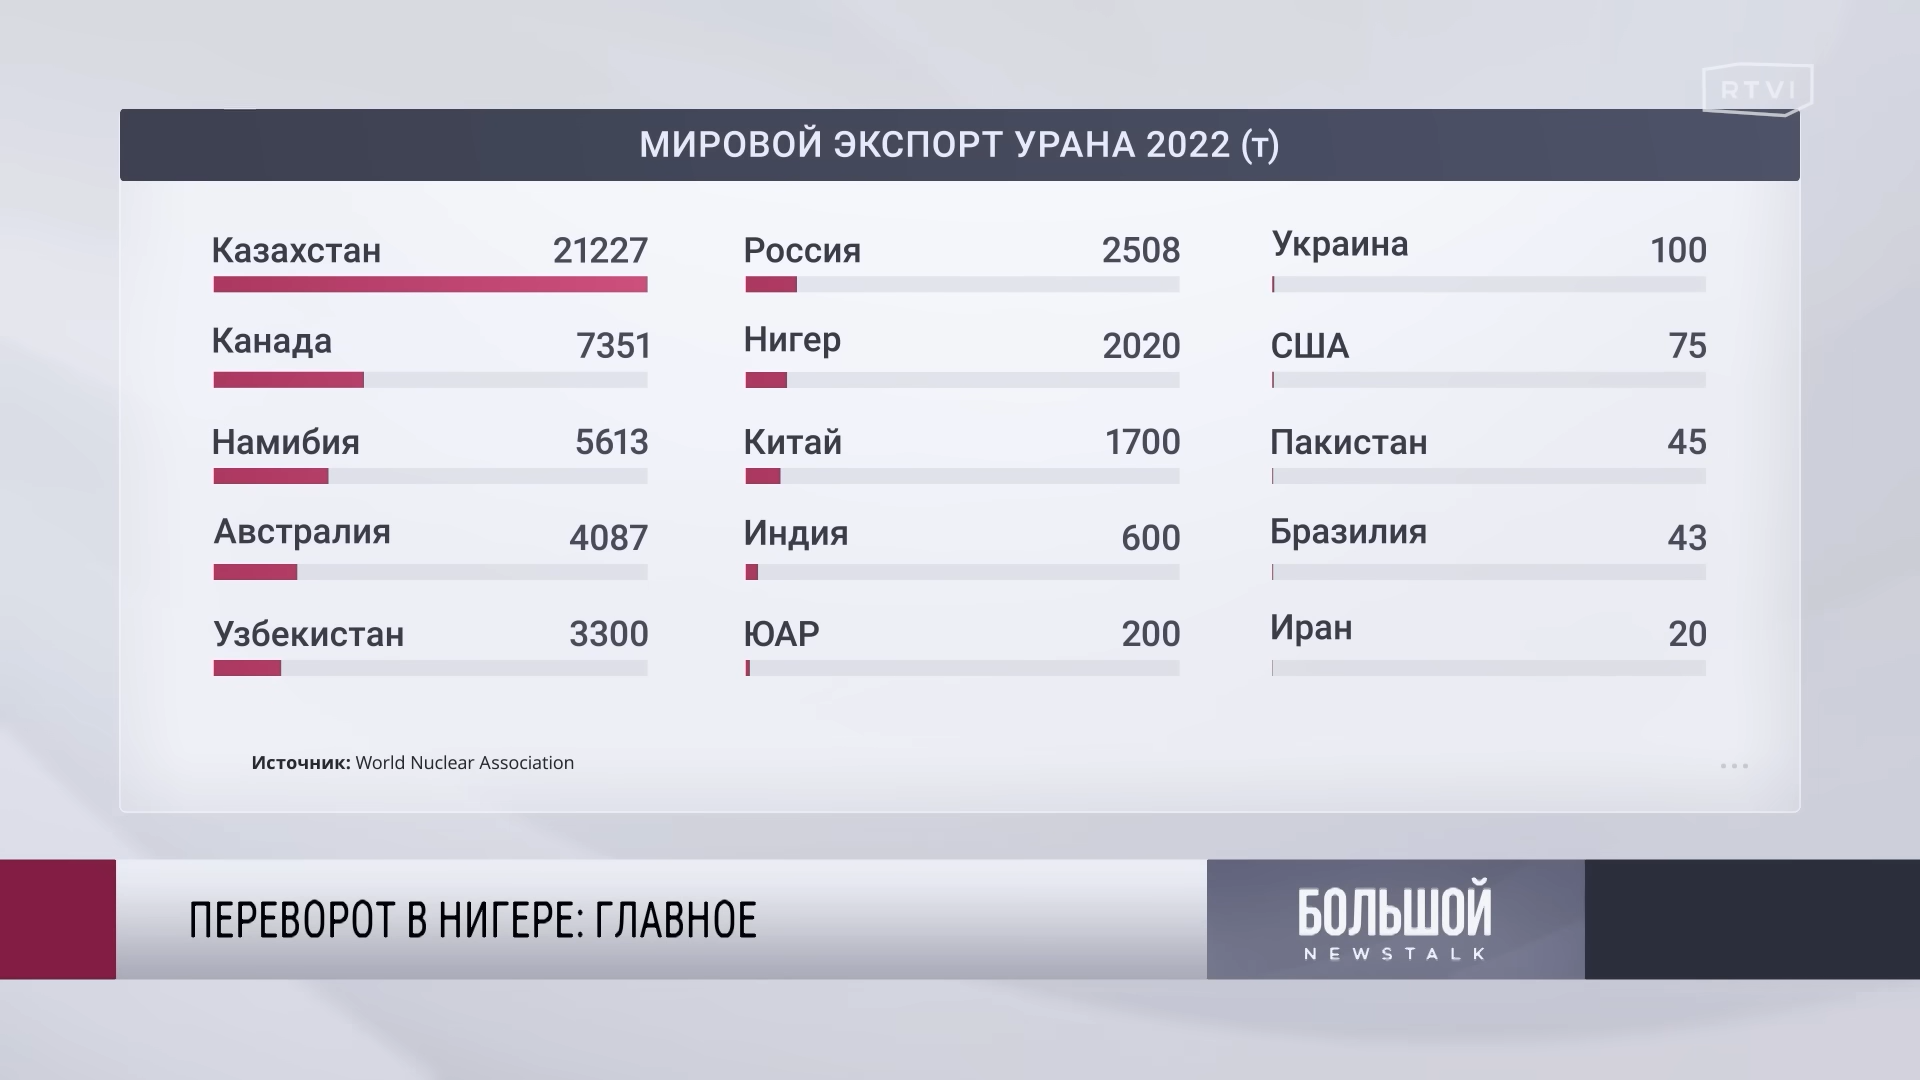 RTVI
МИРОВОЙ ЭКСПОРТ УРАНА 2022 (т)
Казахстан 21227
Канада 7351
Намибия 5613
Австралия 4087
Узбекистан 3300
Россия 2508
Нигер 2020
Китай 1700
Индия 600
ЮАР 200
Украина 100
США 75
Пакистан 45
Бразилия 43
Иран 20
Источник: World Nuclear Association
ПЕРЕВОРОТ В НИГЕРЕ: ГЛАВНОЕ
БОЛЬШОЙ
NEWSTALK